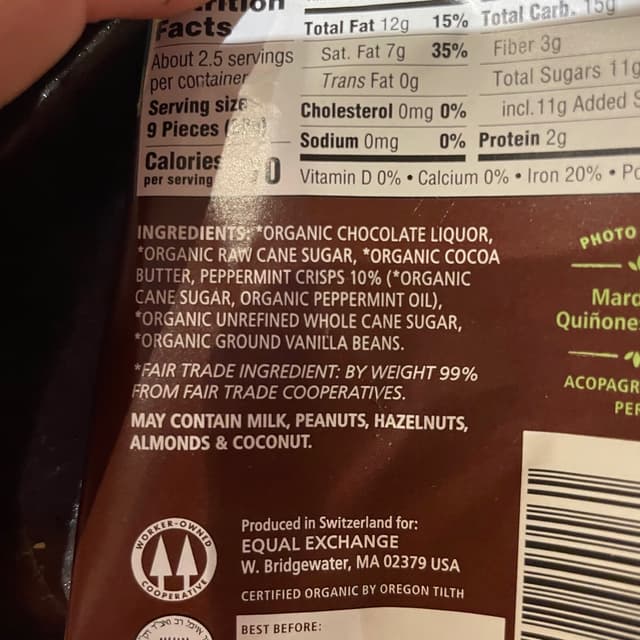 Facts
About 2.5 servings
per container
Serving size
9 Pieces
Calories
per serving
0
Total Fat 12g 15%
Sat. Fat 7g 35%
Trans Fat 0g
Cholesterol 0mg 0%
Sodium 0mg 0%
Total Carb. 15g
Fiber 3g
Total Sugars 11g
incl. 11g Added
Protein 2g
Vitamin D 0% • Calcium 0% • Iron 20% •
INGREDIENTS: *ORGANIC CHOCOLATE LIQUOR,
*ORGANIC RAW CANE SUGAR, *ORGANIC COCOA
BUTTER, PEPPERMINT CRISPS 10% (*ORGANIC
CANE SUGAR, ORGANIC PEPPERMINT OIL),
*ORGANIC UNREFINED WHOLE CANE SUGAR,
*ORGANIC GROUND VANILLA BEANS.
*FAIR TRADE INGREDIENT: BY WEIGHT 99%
FROM FAIR TRADE COOPERATIVES.
MAY CONTAIN MILK, PEANUTS, HAZELNUTS,
ALMONDS & COCONUT.
PHOTO
Quiñone
ACOPAGR
WORKER-OWNED
COOPERATIVE
Produced in Switzerland for:
EQUAL EXCHANGE
W. Bridgewater, MA 02379 USA
CERTIFIED ORGANIC BY OREGON TILTH
BEST BEFORE: